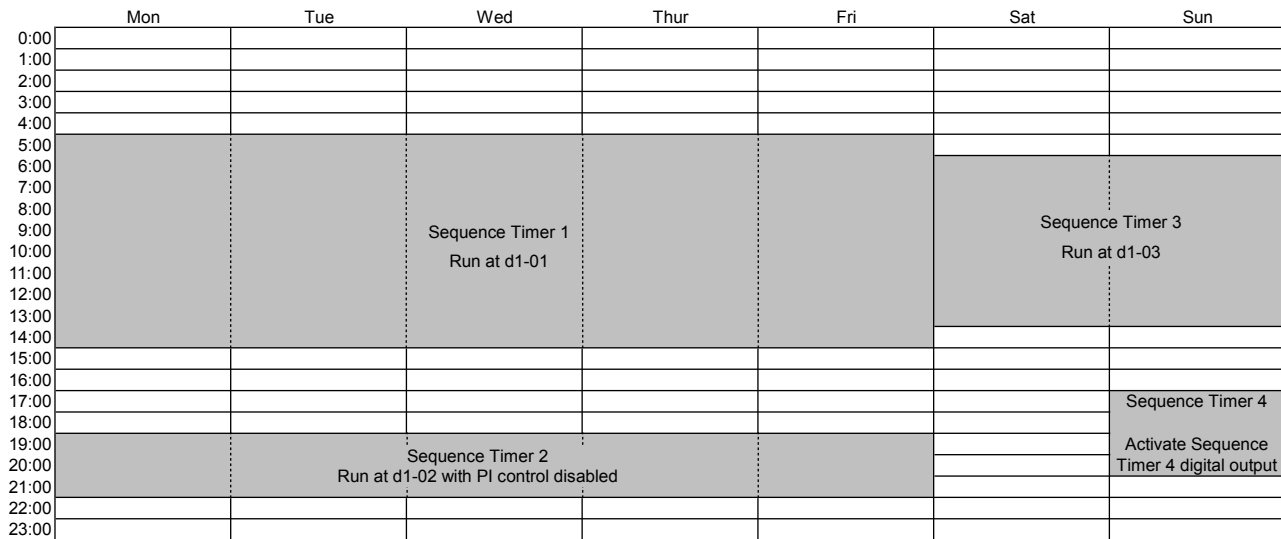 Mon Tue Wed Thur Fri Sat Sun
0:00
1:00
2:00
3:00
4:00
5:00
6:00
7:00
8:00
9:00
10:00
11:00
12:00
13:00
14:00
15:00
16:00
17:00
18:00
19:00
20:00
21:00
22:00
23:00
Sequence Timer 1
Run at d1-01
Sequence Timer 3
Run at d1-03
Sequence Timer 2
Run at d1-02 with PI control disabled
Sequence Timer 4
Activate Sequence
Timer 4 digital output